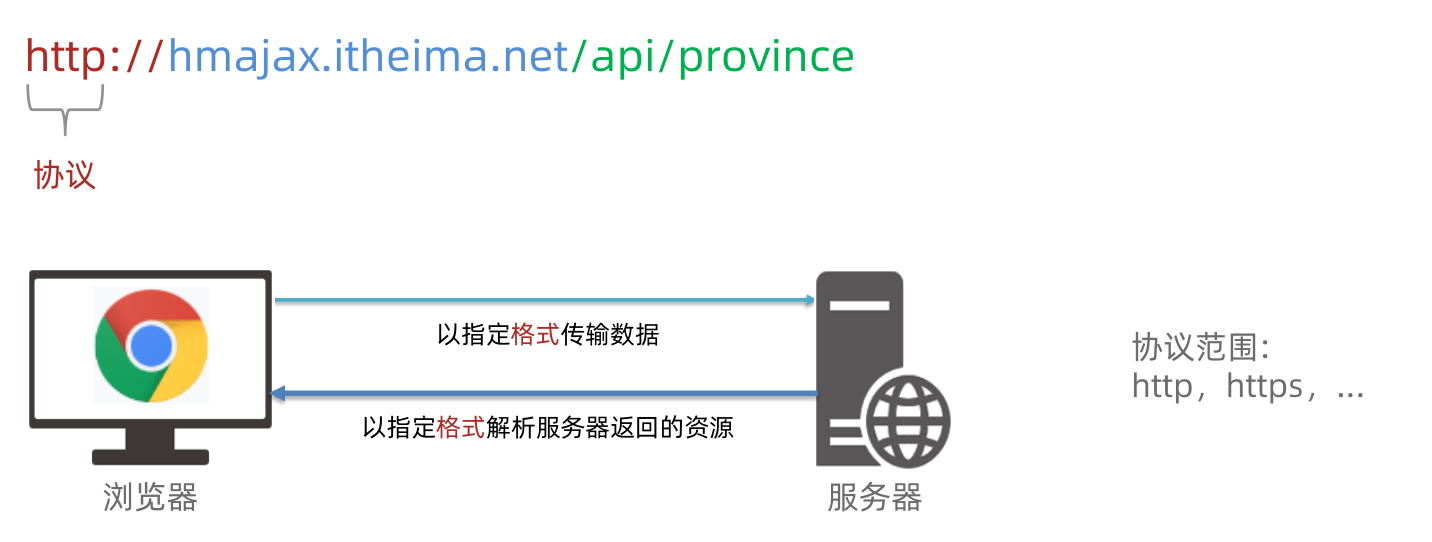 http://hmajax.itheima.net/api/province
协议
以指定格式传输数据
以指定格式解析服务器返回的资源
浏览器
服务器
协议范围：
http，https，...